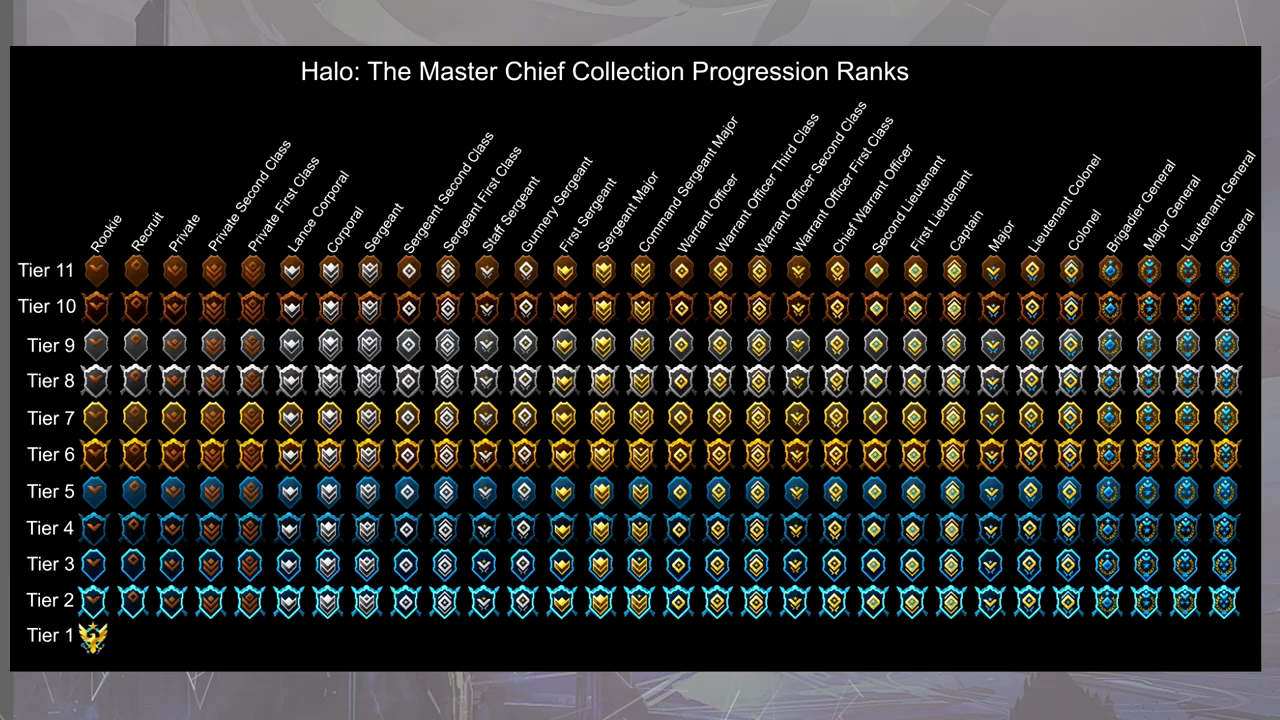 Halo: The Master Chief Collection Progression Ranks
Rookie
Recruit
Private
Private Second Class
Private First Class
Lance Corporal
Corporal
Sergeant
Sergeant Second Class
Sergeant First Class
Staff Sergeant
Gunnery Sergeant
First Sergeant
Sergeant Major
Command Sergeant Major
Warrant Officer
Warrant Officer Third Class
Warrant Officer Second Class
Warrant Officer First Class
Chief Warrant Officer
Second Lieutenant
First Lieutenant
Captain
Major
Lieutenant Colonel
Colonel
Brigadier General
Major General
Lieutenant General
General
Tier 11
Tier 10
Tier 9
Tier 8
Tier 7
Tier 6
Tier 5
Tier 4
Tier 3
Tier 2
Tier 1